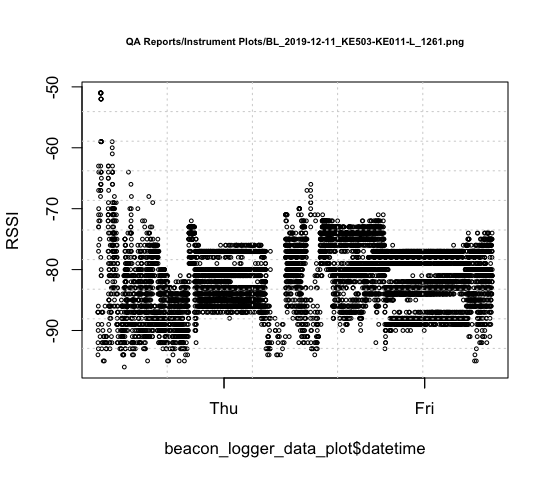 QA Reports/Instrument Plots/BL_2019-12-11_KE503-KE011-L_1261.png
-50
-60
-70
-80
-90
RSSI
Thu
Fri
beacon_logger_data_plot$datetime